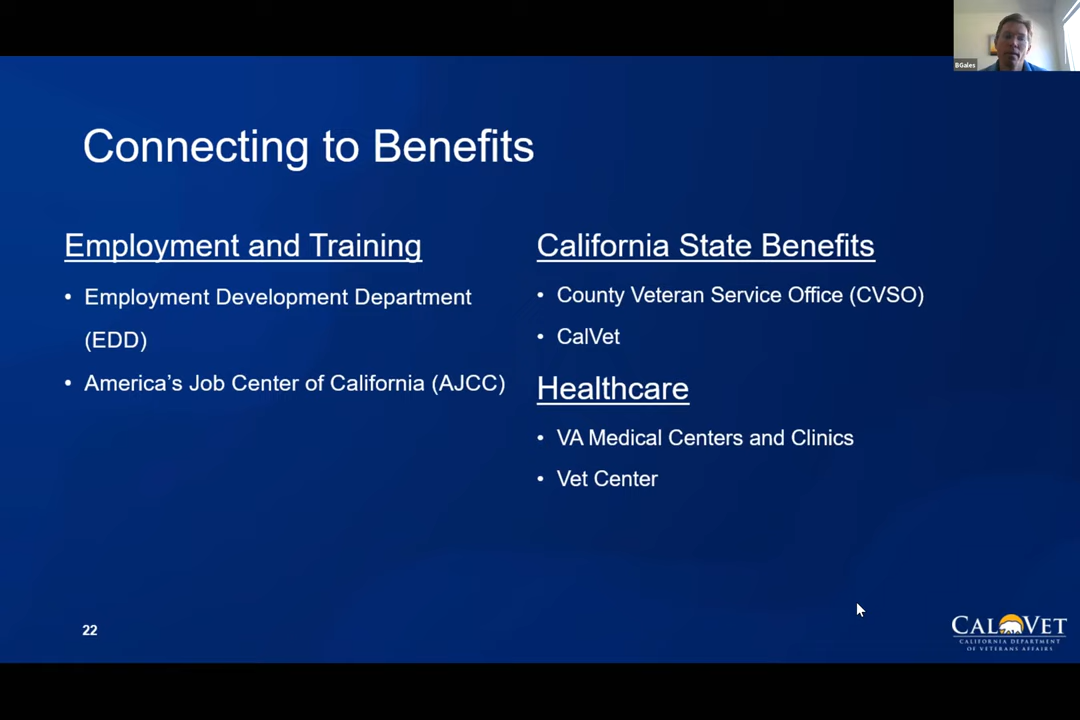 BGales
Connecting to Benefits
Employment and Training
• Employment Development Department
(EDD)
• America’s Job Center of California (AJCC)
California State Benefits
• County Veteran Service Office (CVSO)
• CalVet
Healthcare
• VA Medical Centers and Clinics
• Vet Center
22
CALVET
CALIFORNIA DEPARTMENT
OF VETERANS AFFAIRS